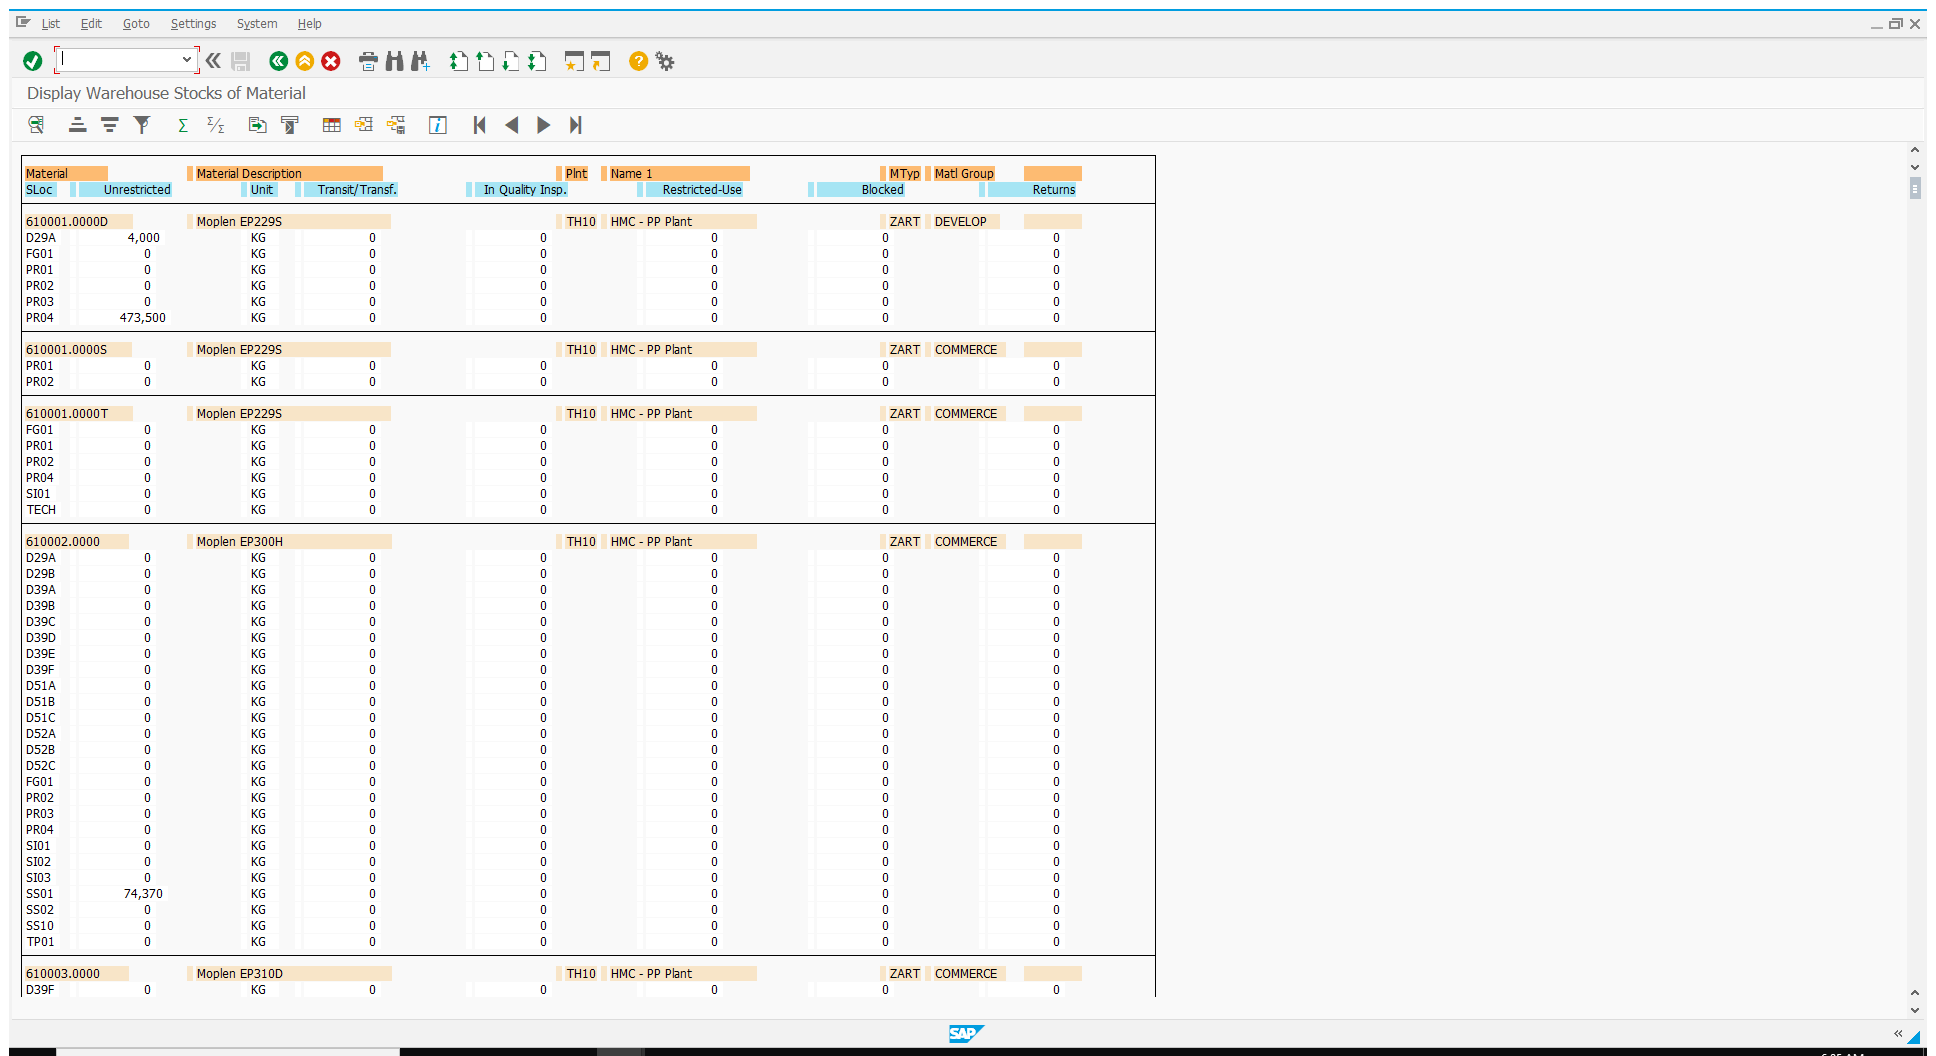 List Edit Goto Settings System Help
Display Warehouse Stocks of Material
Material Material Description Plnt Name 1 MTyp Matl Group
SLoc Unrestricted Unit Transit/Transf. In Quality Insp. Restricted-Use Blocked Returns
610001.0000D Moplen EP229S TH10 HMC - PP Plant ZART DEVELOP
D29A 4,000 KG 0 0 0 0 0
FG01 0 KG 0 0 0 0 0
PR01 0 KG 0 0 0 0 0
PR02 0 KG 0 0 0 0 0
PR03 0 KG 0 0 0 0 0
PR04 473,500 KG 0 0 0 0 0
610001.0000S Moplen EP229S TH10 HMC - PP Plant ZART COMMERCE
PR01 0 KG 0 0 0 0 0
PR02 0 KG 0 0 0 0 0
610001.0000T Moplen EP229S TH10 HMC - PP Plant ZART COMMERCE
FG01 0 KG 0 0 0 0 0
PR01 0 KG 0 0 0 0 0
PR02 0 KG 0 0 0 0 0
PR04 0 KG 0 0 0 0 0
SI01 0 KG 0 0 0 0 0
TECH 0 KG 0 0 0 0 0
610002.0000 Moplen EP300H TH10 HMC - PP Plant ZART COMMERCE
D29A 0 KG 0 0 0 0 0
D29B 0 KG 0 0 0 0 0
D39A 0 KG 0 0 0 0 0
D39B 0 KG 0 0 0 0 0
D39C 0 KG 0 0 0 0 0
D39D 0 KG 0 0 0 0 0
D39E 0 KG 0 0 0 0 0
D39F 0 KG 0 0 0 0 0
D51A 0 KG 0 0 0 0 0
D51B 0 KG 0 0 0 0 0
D51C 0 KG 0 0 0 0 0
D52A 0 KG 0 0 0 0 0
D52B 0 KG 0 0 0 0 0
D52C 0 KG 0 0 0 0 0
FG01 0 KG 0 0 0 0 0
PR02 0 KG 0 0 0 0 0
PR03 0 KG 0 0 0 0 0
PR04 0 KG 0 0 0 0 0
SI01 0 KG 0 0 0 0 0
SI02 0 KG 0 0 0 0 0
SI03 0 KG 0 0 0 0 0
SS01 74,370 KG 0 0 0 0 0
SS02 0 KG 0 0 0 0 0
SS10 0 KG 0 0 0 0 0
TP01 0 KG 0 0 0 0 0
610003.0000 Moplen EP310D TH10 HMC - PP Plant ZART COMMERCE
D39F 0 KG 0 0 0 0 0
SAP